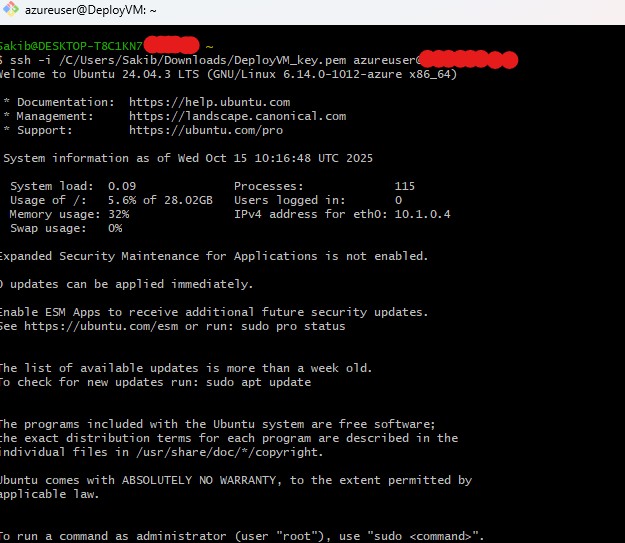 azureuser@DeployVM: ~
Sakib@DESKTOP-T8C1KN7 ~
$ ssh -i /C/Users/Sakib/Downloads/DeployVM_key.pem azureuser@
Welcome to Ubuntu 24.04.3 LTS (GNU/Linux 6.14.0-1012-azure x86_64)
* Documentation: https://help.ubuntu.com
* Management: https://landscape.canonical.com
* Support: https://ubuntu.com/pro
System information as of Wed Oct 15 10:16:48 UTC 2025
System load: 0.09 Processes: 115
Usage of /: 5.6% of 28.02GB Users logged in: 0
Memory usage: 32% IPv4 address for eth0: 10.1.0.4
Swap usage: 0%
Expanded Security Maintenance for Applications is not enabled.
0 updates can be applied immediately.
Enable ESM Apps to receive additional future security updates.
See https://ubuntu.com/esm or run: sudo pro status
The list of available updates is more than a week old.
To check for new updates run: sudo apt update
The programs included with the Ubuntu system are free software;
the exact distribution terms for each program are described in the
individual files in /usr/share/doc/*/copyright.
Ubuntu comes with ABSOLUTELY NO WARRANTY, to the extent permitted by
applicable law.
To run a command as administrator (user "root"), use "sudo <command>".